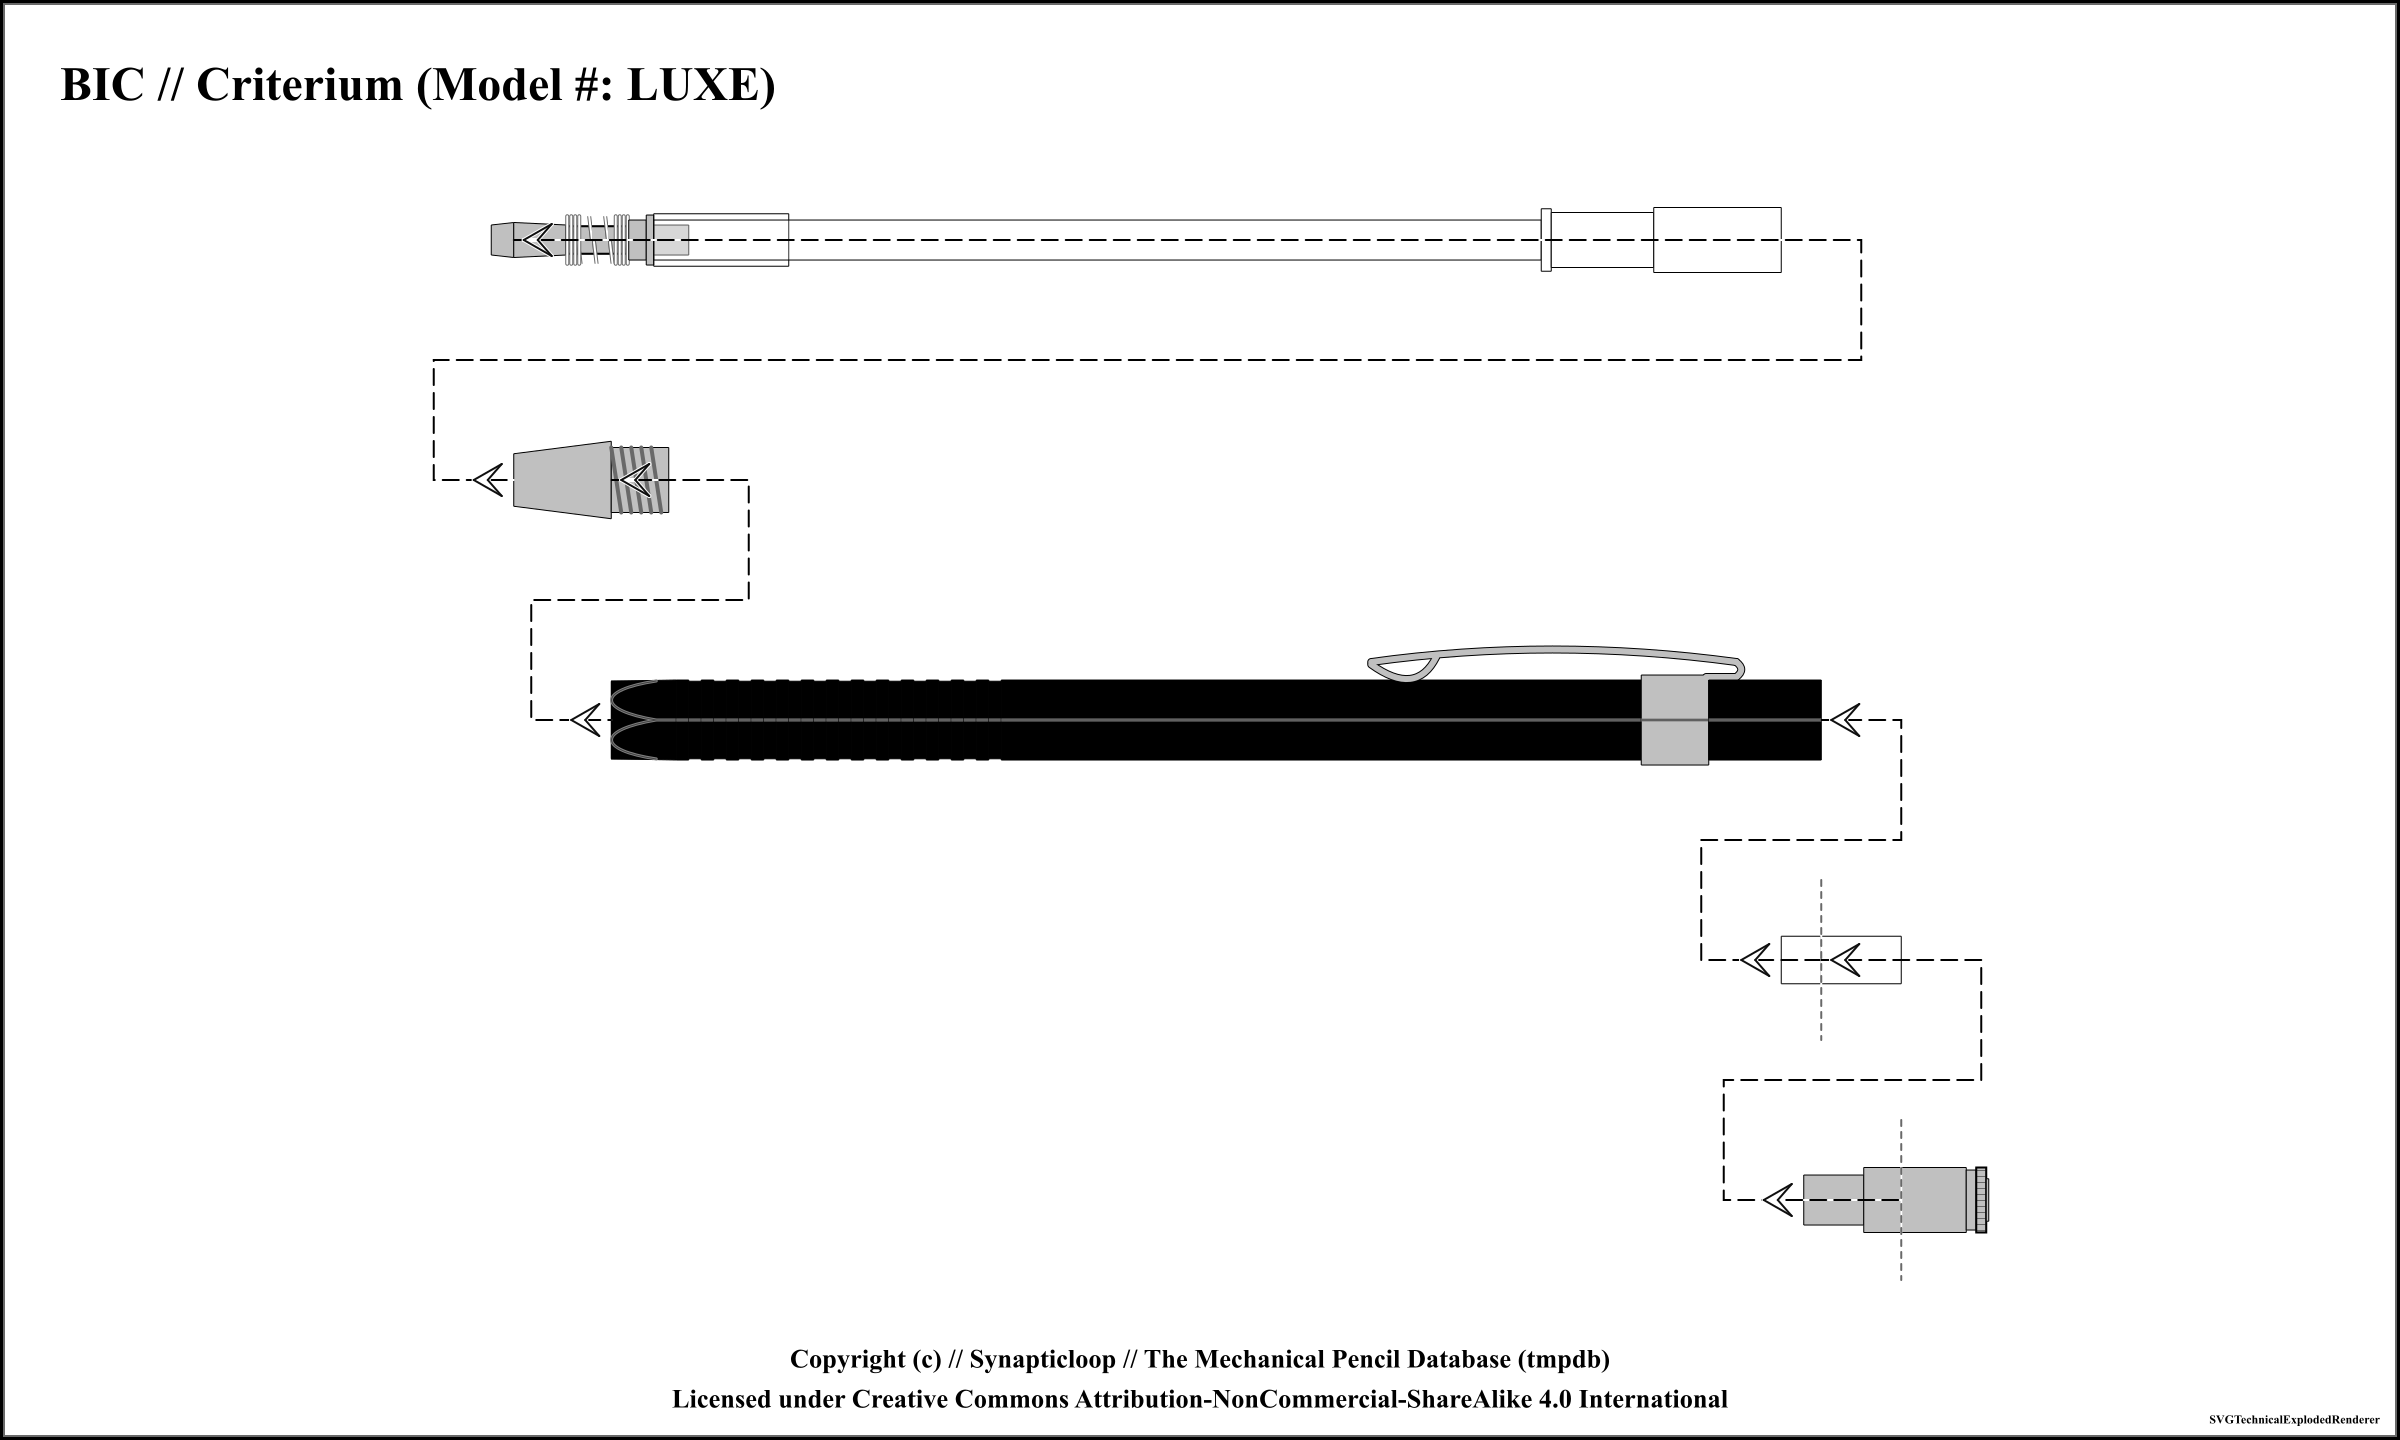 BIC // Criterium (Model #: LUXE)
Copyright (c) // Synapticloop // The Mechanical Pencil Database (tmpdb)
Licensed under Creative Commons Attribution-NonCommercial-ShareAlike 4.0 International
SVGTechnicalExplodedRenderer